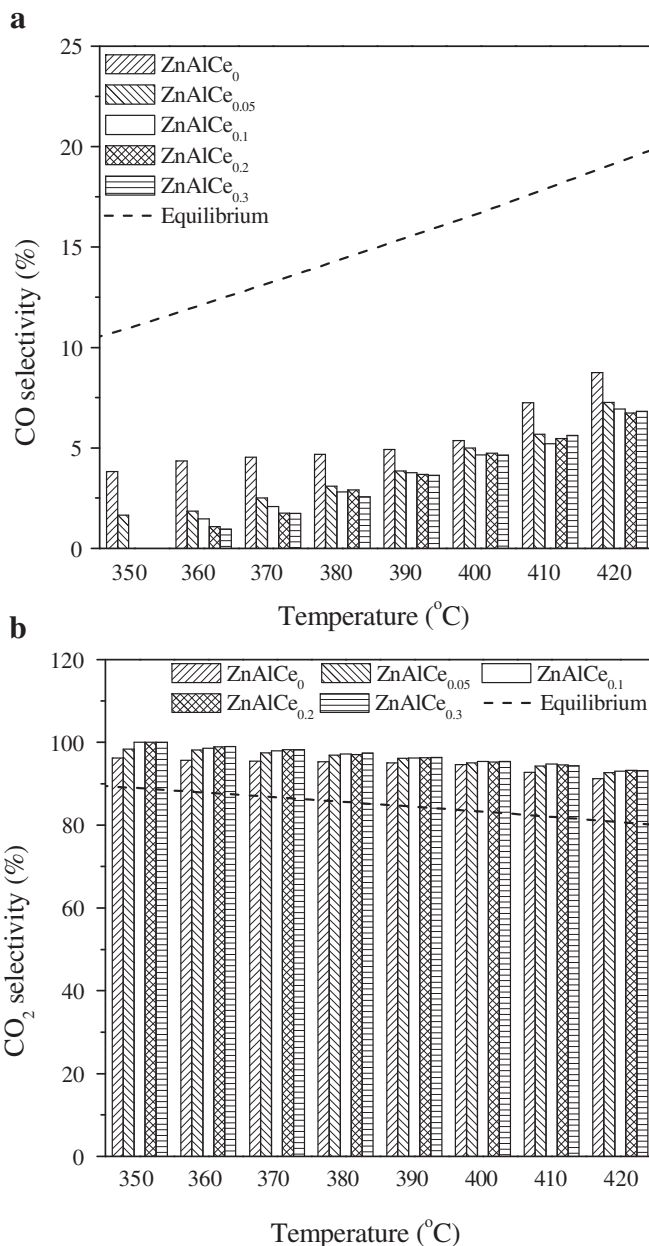 a
25
20
15
10
5
0
CO selectivity (%)
ZnAlCe0
ZnAlCe0.05
ZnAlCe0.1
ZnAlCe0.2
ZnAlCe0.3
Equilibrium
350 360 370 380 390 400 410 420
Temperature (°C)
b
120
100
80
60
40
20
0
CO2 selectivity (%)
ZnAlCe0 ZnAlCe0.05 ZnAlCe0.1
ZnAlCe0.2 ZnAlCe0.3 Equilibrium
350 360 370 380 390 400 410 420
Temperature (°C)